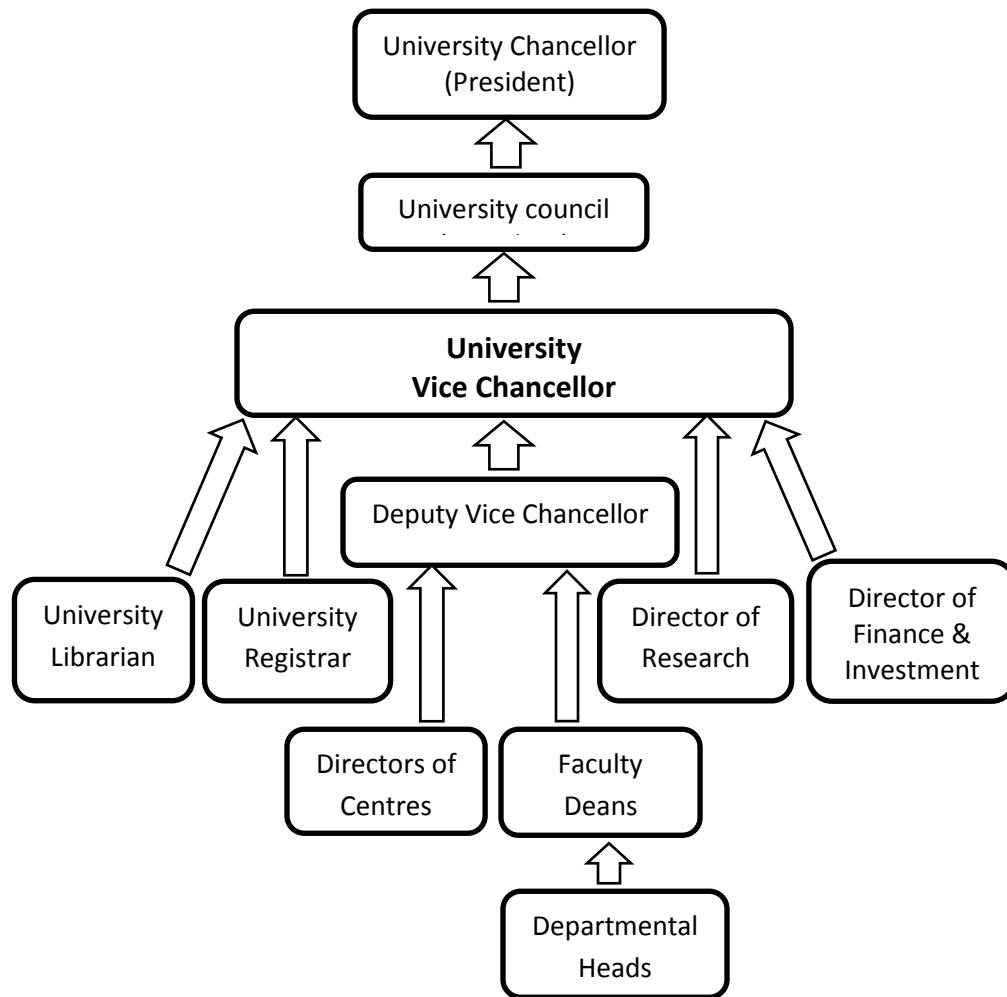 University Chancellor
(President)
University council
University
Vice Chancellor
Deputy Vice Chancellor
University
Librarian
University
Registrar
Director of
Research
Director of
Finance &
Investment
Directors of
Centres
Faculty
Deans
Departmental
Heads